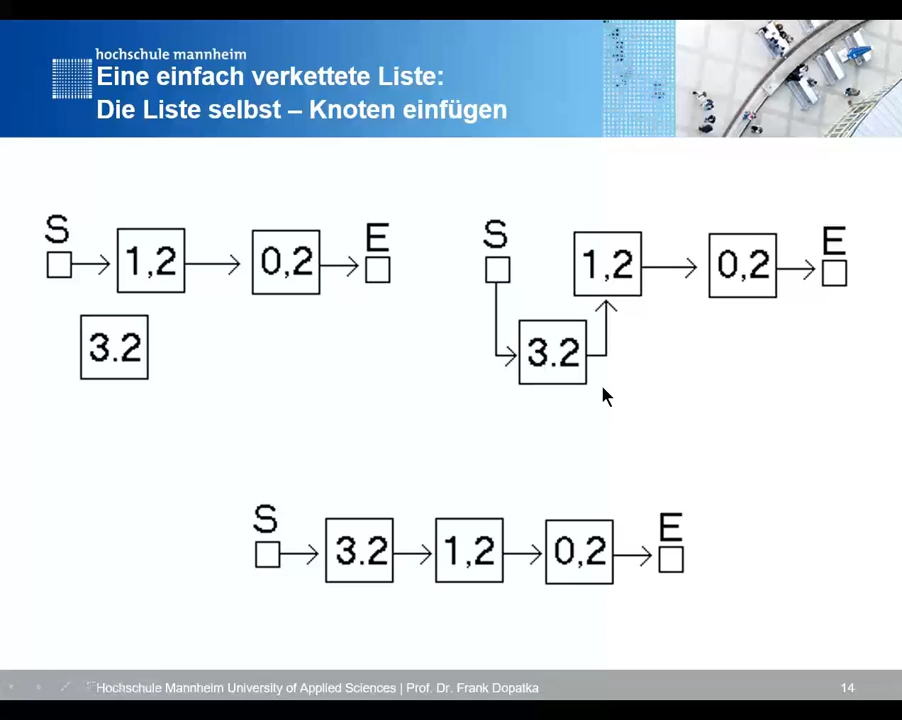 hochschule mannheim
Eine einfach verkettete Liste:
Die Liste selbst – Knoten einfügen
S
1,2
0,2
E
3.2
S
1,2
0,2
E
3.2
S
3.2
1,2
0,2
E
Hochschule Mannheim University of Applied Sciences | Prof. Dr. Frank Dopatka
14